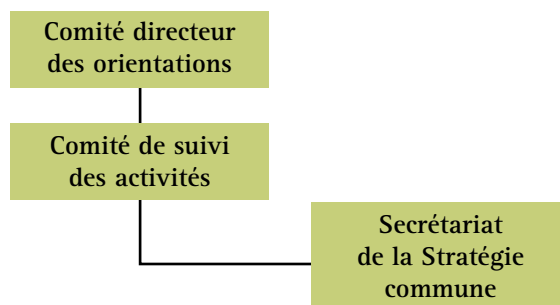 Comité directeur
des orientations
Comité de suivi
des activités
Secrétariat
de la Stratégie
commune